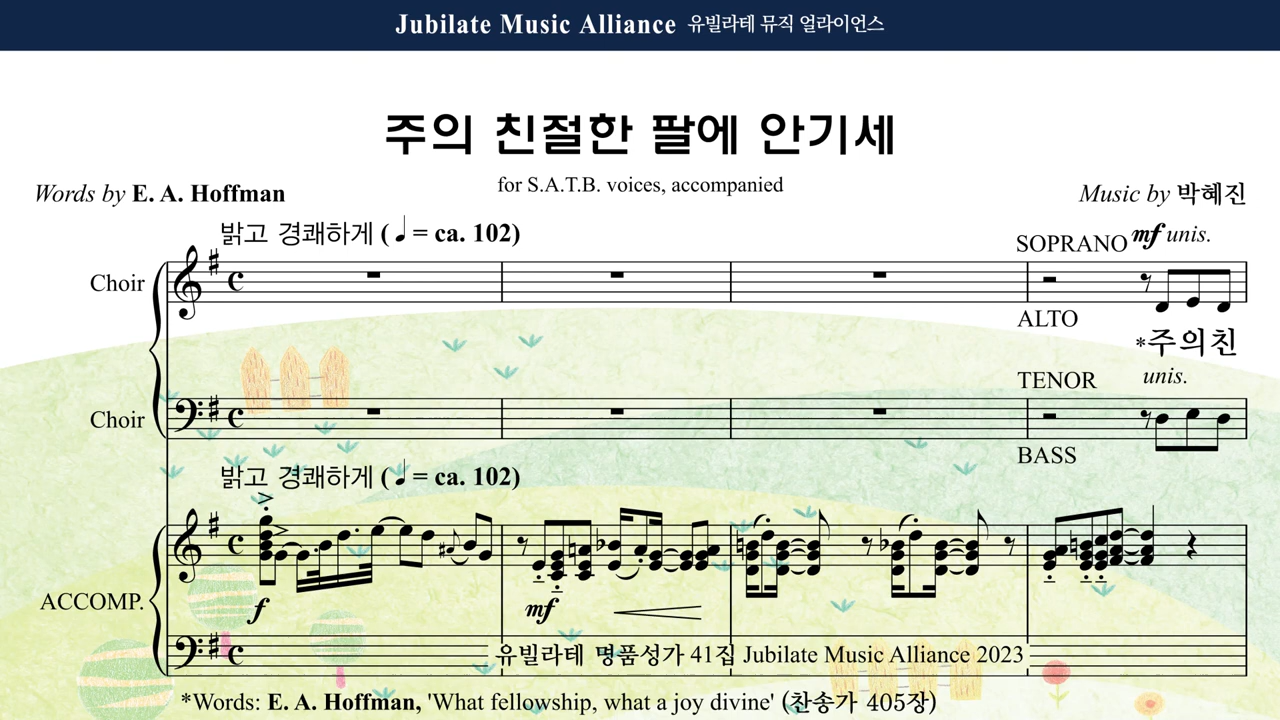 Jubilate Music Alliance 유빌라테 뮤직 얼라이언스
주의 친절한 팔에 안기세
for S.A.T.B. voices, accompanied
Words by E. A. Hoffman
Music by 박혜진
밝고 경쾌하게 (♩ = ca. 102)
SOPRANO mf unis.
Choir
ALTO
*주의친
TENOR unis.
Choir
BASS
밝고 경쾌하게 (♩ = ca. 102)
ACCOMP.
f mf
유빌라테 명품성가 41집 Jubilate Music Alliance 2023
*Words: E. A. Hoffman, 'What fellowship, what a joy divine' (찬송가 405장)